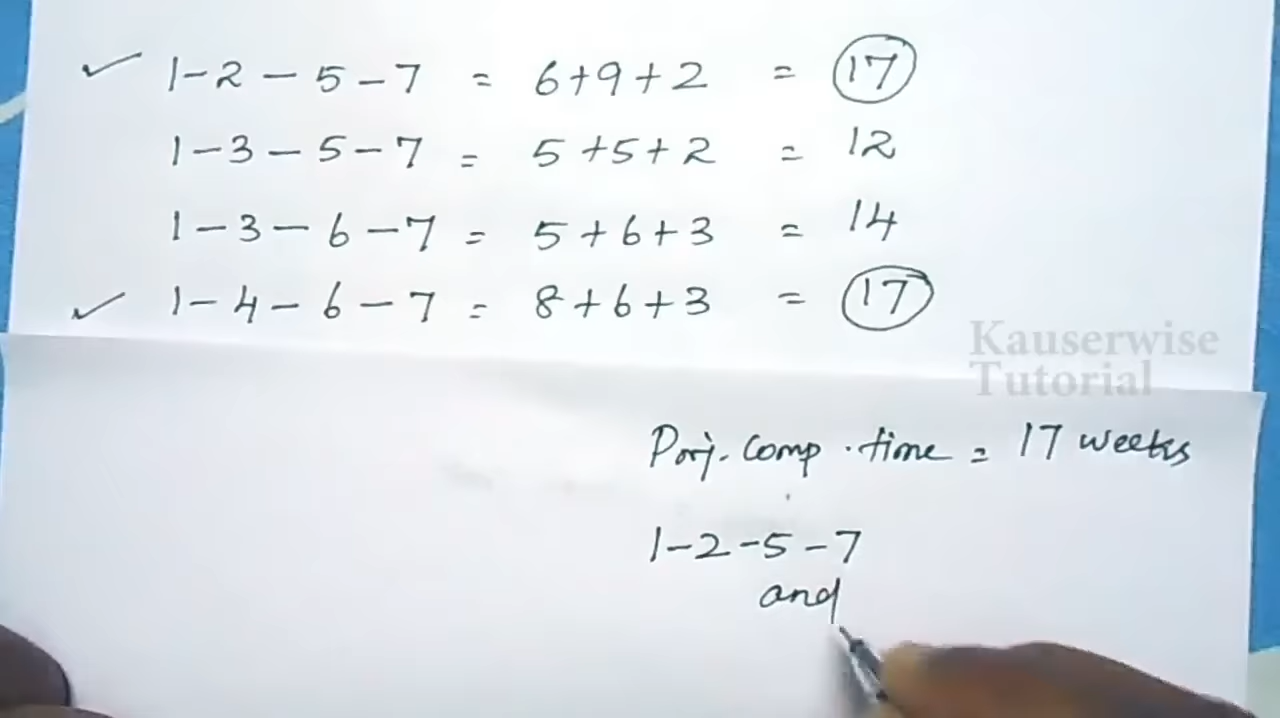 ✓ 1-2-5-7 = 6+9+2 = 17
1-3-5-7 = 5+5+2 = 12
1-3-6-7 = 5+6+3 = 14
✓ 1-4-6-7 = 8+6+3 = 17
Kauserwise
Tutorial
Porj. Comp. time = 17 weeks
1-2-5-7
and